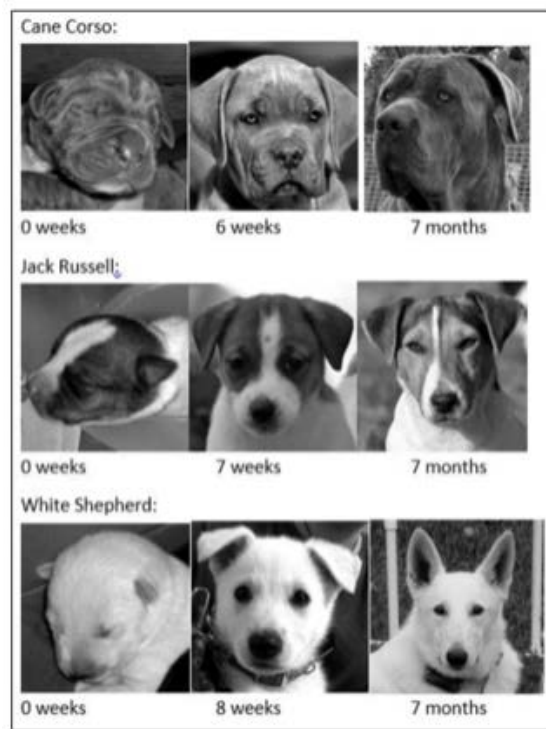 Cane Corso:
0 weeks 6 weeks 7 months
Jack Russell:
0 weeks 7 weeks 7 months
White Shepherd:
0 weeks 8 weeks 7 months